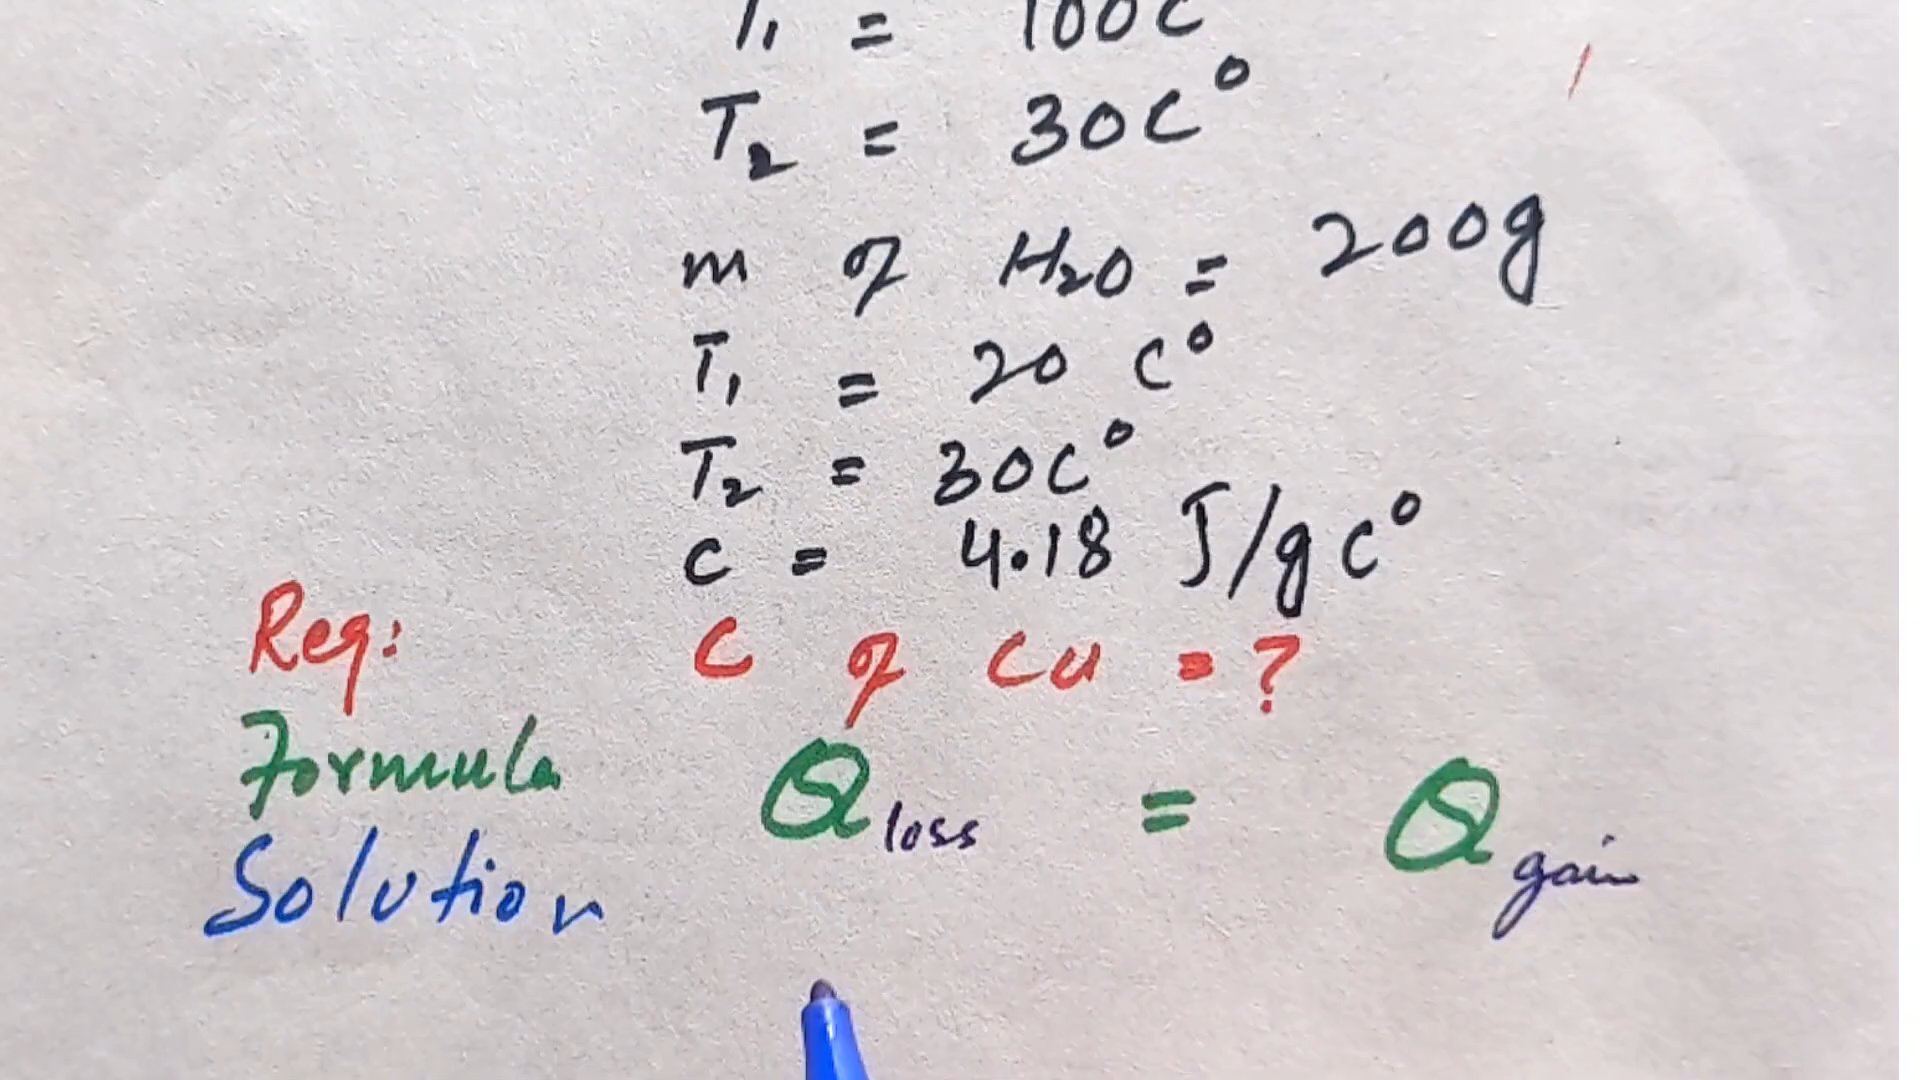 T₁ = 100C
T₂ = 30C°
m of H₂O = 200g
T₁ = 20 C°
T₂ = 30C°
C = 4.18 J/g C°
Req: C of Cu = ?
Formula Q loss = Q gain
Solution